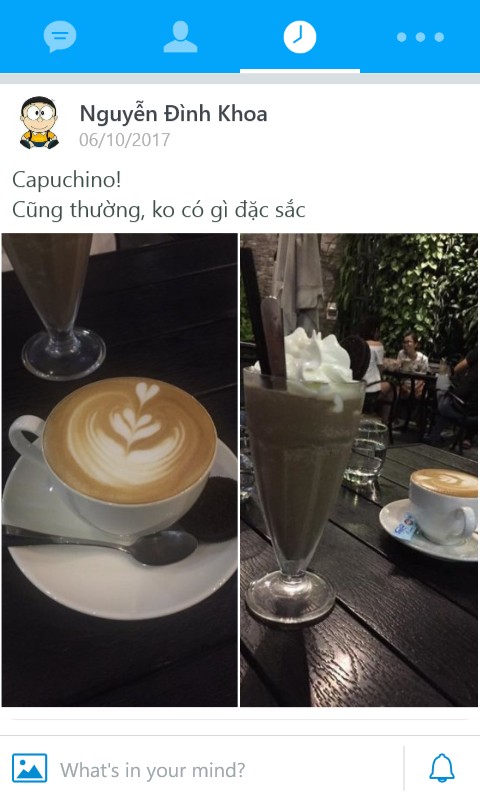 Nguyễn Đình Khoa
06/10/2017
Capuchino!
Cũng thường, ko có gì đặc sắc
What's in your mind?